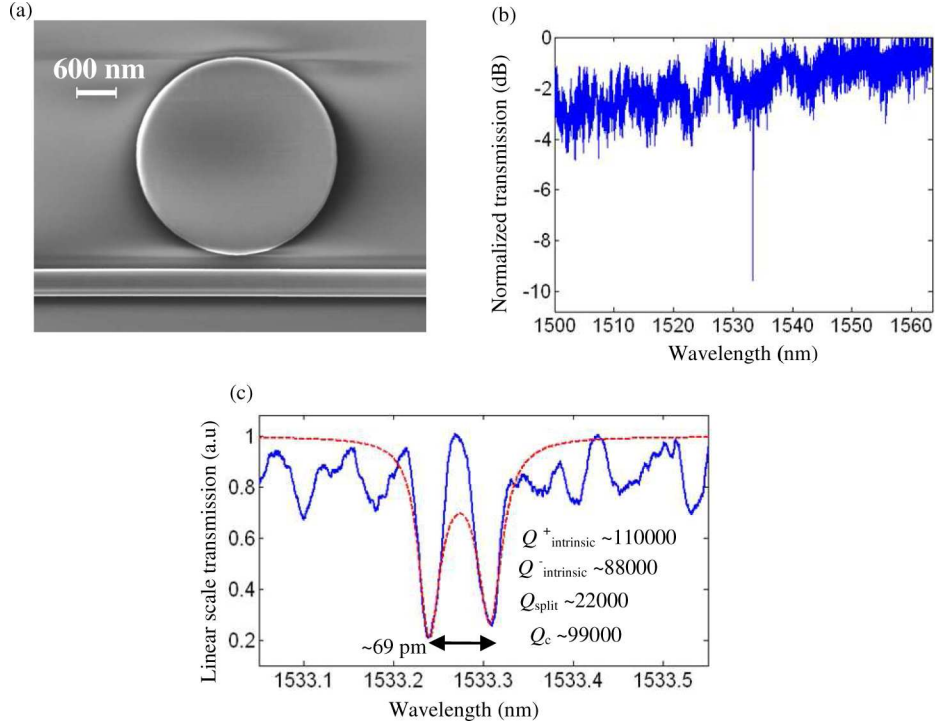 (a)
600 nm
(b)
Normalized transmission (dB)
0
-2
-4
-6
-8
-10
1500 1510 1520 1530 1540 1550 1560
Wavelength (nm)
(c)
Linear scale transmission (a.u)
1
0.8
0.6
0.4
0.2
Q +intrinsic ~110000
Q -intrinsic ~88000
Qsplit ~22000
Qc ~99000
~69 pm
1533.1 1533.2 1533.3 1533.4 1533.5
Wavelength (nm)